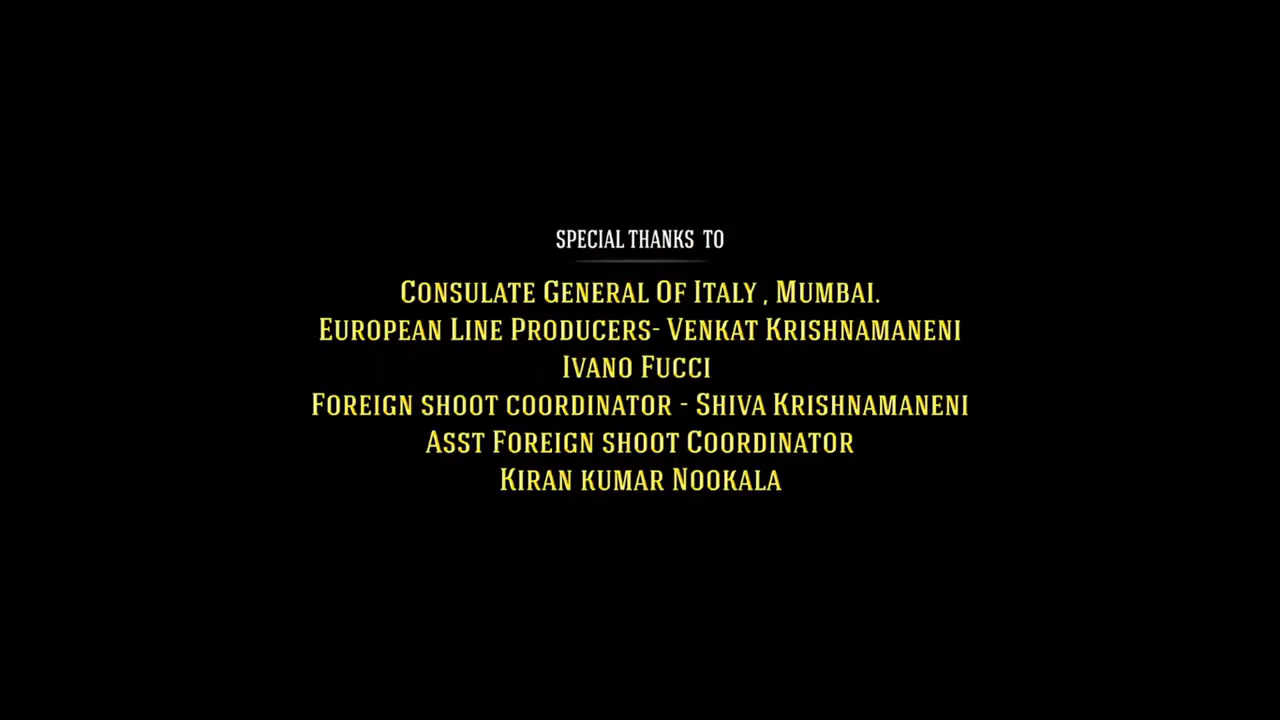 SPECIAL THANKS TO
CONSULATE GENERAL OF ITALY , MUMBAI.
EUROPEAN LINE PRODUCERS- VENKAT KRISHNAMANENI
IVANO FUCCI
FOREIGN SHOOT COORDINATOR - SHIVA KRISHNAMANENI
ASST FOREIGN SHOOT COORDINATOR
KIRAN KUMAR NOOKALA